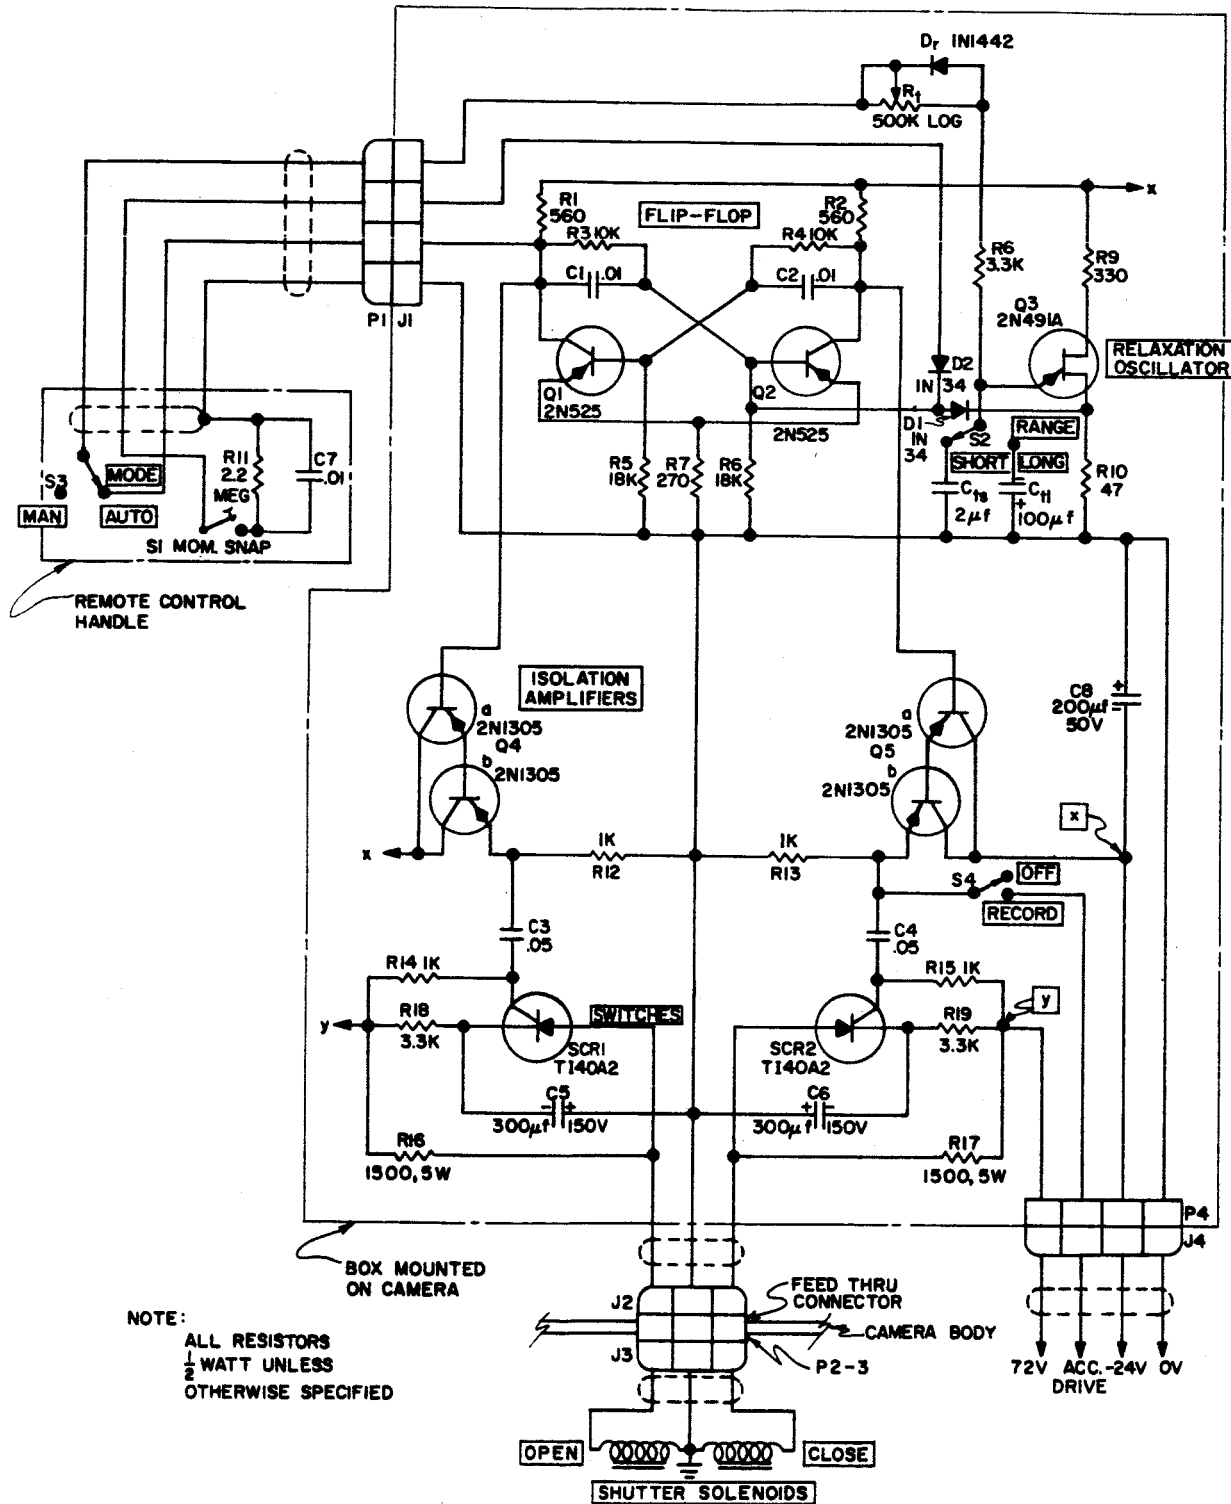 Dr IN1442
Rt
500K LOG
x
R1
560
FLIP-FLOP
R2
560
R3 10K
R4 10K
C1 .01
C2 .01
R6
3.3K
R9
330
Q3
2N491A
P1 J1
RELAXATION
OSCILLATOR
Q1
2N525
Q2
2N525
D2
IN 34
D1
IN
34
S2
RANGE
SHORT LONG
R5
18K
R7
270
R6
18K
Cts
2μf
Ctl
+
100μf
R10
47
S3
MODE
MAN
AUTO
R11
2.2
MEG
C7
.01
S1 MOM. SNAP
REMOTE CONTROL
HANDLE
ISOLATION
AMPLIFIERS
a
2N1305
Q4
b
2N1305
a
2N1305
Q5
b
2N1305
+
C8
200μf
50V
x
x
1K
R12
1K
R13
S4
OFF
RECORD
C3
.05
C4
.05
R14 1K
R15 1K
y
y
R18
3.3K
SWITCHES
R19
3.3K
SCR1
T140A2
SCR2
T140A2
C5
- +
300μf 150V
C6
+ -
300μf 150V
R16
1500, 5W
R17
1500, 5W
P4
J4
BOX MOUNTED
ON CAMERA
J2
FEED THRU
CONNECTOR
CAMERA BODY
J3
P2-3
NOTE:
ALL RESISTORS
1/2 WATT UNLESS
OTHERWISE SPECIFIED
72V ACC. -24V 0V
DRIVE
OPEN
CLOSE
SHUTTER SOLENOIDS